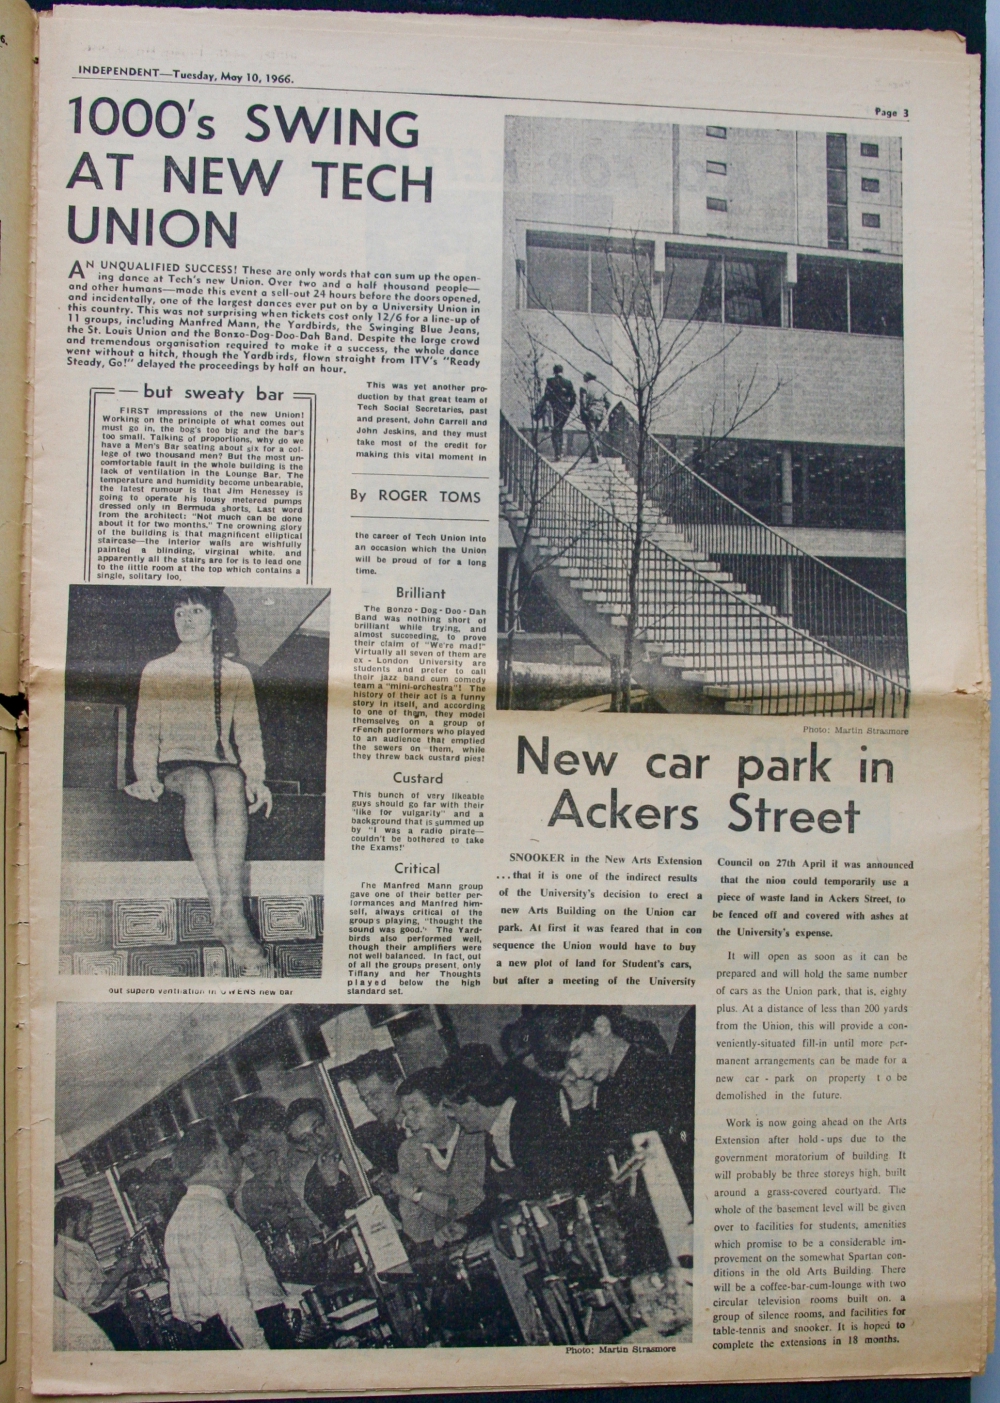 INDEPENDENT—Tuesday, May 10, 1966.
Page 3
1000's SWING
AT NEW TECH
UNION
AN UNQUALIFIED SUCCESS! These are only words that can sum up the open-
ing dance at Tech's new Union. Over two and a half thousand people—
and other humans—made this event a sell-out 24 hours before the doors opened,
and incidentally, one of the largest dances ever put on by a University Union in
this country. This was not surprising when tickets cost only 12/6 for a line-up of
11 groups, including Manfred Mann, the Yardbirds, the Swinging Blue Jeans,
the St. Louis Union and the Bonzo-Dog-Doo-Dah Band. Despite the large crowd
and tremendous organisation required to make it a success, the whole dance
went without a hitch, though the Yardbirds, flown straight from ITV's "Ready
Steady, Go!" delayed the proceedings by half an hour.
— but sweaty bar
FIRST impressions of the new Union!
Working on the principle of what comes out
must go in, the bog's too big and the bar's
too small. Talking of proportions, why do we
have a Men's Bar seating about six for a col-
lege of two thousand men? But the most un-
comfortable fault in the whole building is the
lack of ventilation in the Lounge Bar. The
temperature and humidity become unbearable,
the latest rumour is that Jim Henessey is
going to operate his lousy metered pumps
dressed only in Bermuda shorts. Last word
from the architect: "Not much can be done
about it for two months." The crowning glory
of the building is that magnificent elliptical
staircase—the interior walls are wishfully
painted a blinding, virginal white, and
apparently all the stairs are for is to lead one
to the little room at the top which contains a
single, solitary loo.
This was yet another pro-
duction by that great team of
Tech Social Secretaries, past
and present, John Carrell and
John Jeskins, and they must
take most of the credit for
making this vital moment in
By ROGER TOMS
the career of Tech Union into
an occasion which the Union
will be proud of for a long
time.
Brilliant
The Bonzo-Dog-Doo-Dah
Band was nothing short of
brilliant while trying, and
almost succeeding, to prove
their claim of "We're mad!"
Virtually all seven of them are
ex-London University are
students and prefer to call
their jazz band cum comedy
team a "mini-orchestra"! The
history of their act is a funny
story in itself, and according
to one of them, they model
themselves on a group of
rFench performers who played
to an audience that emptied
the sewers on them, while
they threw back custard pies!
Custard
This bunch of very likeable
guys should go far with their
"like for vulgarity" and a
background that is summed up
by "I was a radio pirate—
couldn't be bothered to take
the Exams!'
Critical
The Manfred Mann group
gave one of their better per-
formances and Manfred him-
self, always critical of the
group's playing, "thought the
sound was good." The Yard-
birds also performed well,
though their amplifiers were
not well balanced. In fact, out
of all the groups present, only
Tiffany and her Thoughts
played below the high
standard set.
out superb ventilation in OWENS new bar
Photo: Martin Strasmore
New car park in
Ackers Street
SNOOKER in the New Arts Extension
...that it is one of the indirect results
of the University's decision to erect a
new Arts Building on the Union car
park. At first it was feared that in con
sequence the Union would have to buy
a new plot of land for Student's cars,
but after a meeting of the University
Council on 27th April it was announced
that the nion could temporarily use a
piece of waste land in Ackers Street, to
be fenced off and covered with ashes at
the University's expense.
It will open as soon as it can be
prepared and will hold the same number
of cars as the Union park, that is, eighty
plus. At a distance of less than 200 yards
from the Union, this will provide a con-
veniently-situated fill-in until more per-
manent arrangements can be made for a
new car-park on property to be
demolished in the future.
Work is now going ahead on the Arts
Extension after hold-ups due to the
government moratorium of building It
will probably be three storeys high, built
around a grass-covered courtyard. The
whole of the basement level will be given
over to facilities for students, amenities
which promise to be a considerable im-
provement on the somewhat Spartan con-
ditions in the old Arts Building. There
will be a coffee-bar-cum-lounge with two
circular television rooms built on, a
group of silence rooms, and facilities for
table-tennis and snooker. It is hoped to
complete the extensions in 18 months.
Photo: Martin Strasmore